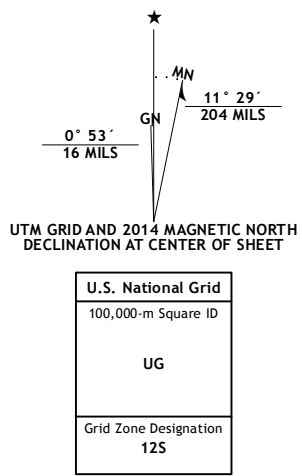 ★
MN
GN
11° 29´
204 MILS
0° 53´
16 MILS
UTM GRID AND 2014 MAGNETIC NORTH
DECLINATION AT CENTER OF SHEET
U.S. National Grid
100,000-m Square ID
UG
Grid Zone Designation
12S